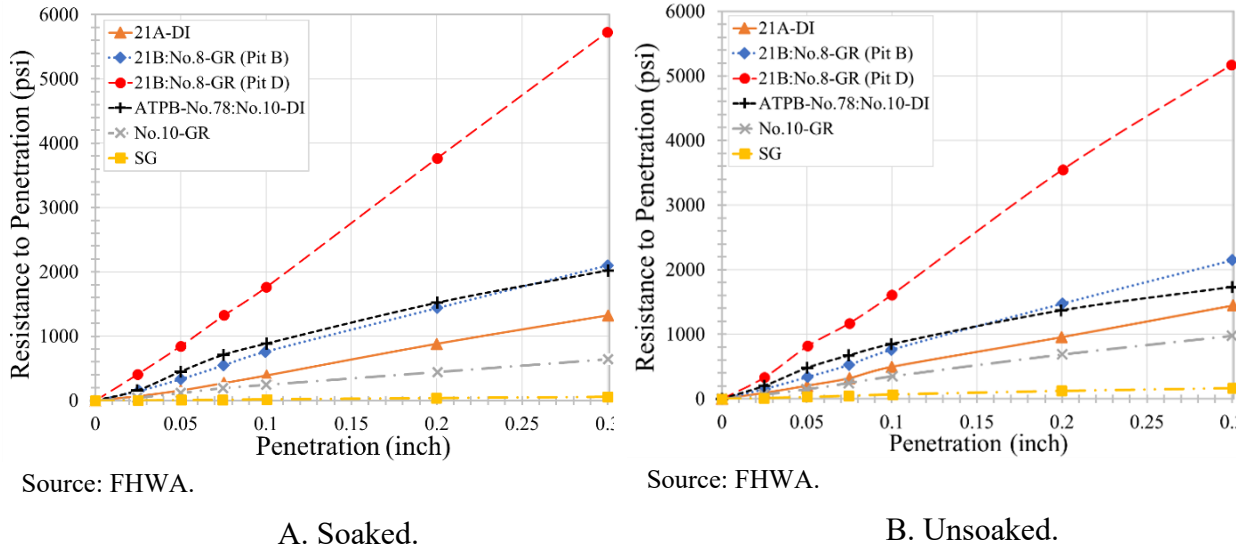 6000
5000
4000
3000
2000
1000
0
Resistance to Penetration (psi)
21A-DI
21B:No.8-GR (Pit B)
21B:No.8-GR (Pit D)
ATPB-No.78:No.10-DI
No.10-GR
SG
0 0.05 0.1 0.15 0.2 0.25 0.3
Penetration (inch)
Source: FHWA.
A. Soaked.
6000
5000
4000
3000
2000
1000
0
Resistance to Penetration (psi)
21A-DI
21B:No.8-GR (Pit B)
21B:No.8-GR (Pit D)
ATPB-No.78:No.10-DI
No.10-GR
SG
0 0.05 0.1 0.15 0.2 0.25
Penetration (inch)
Source: FHWA.
B. Unsoaked.